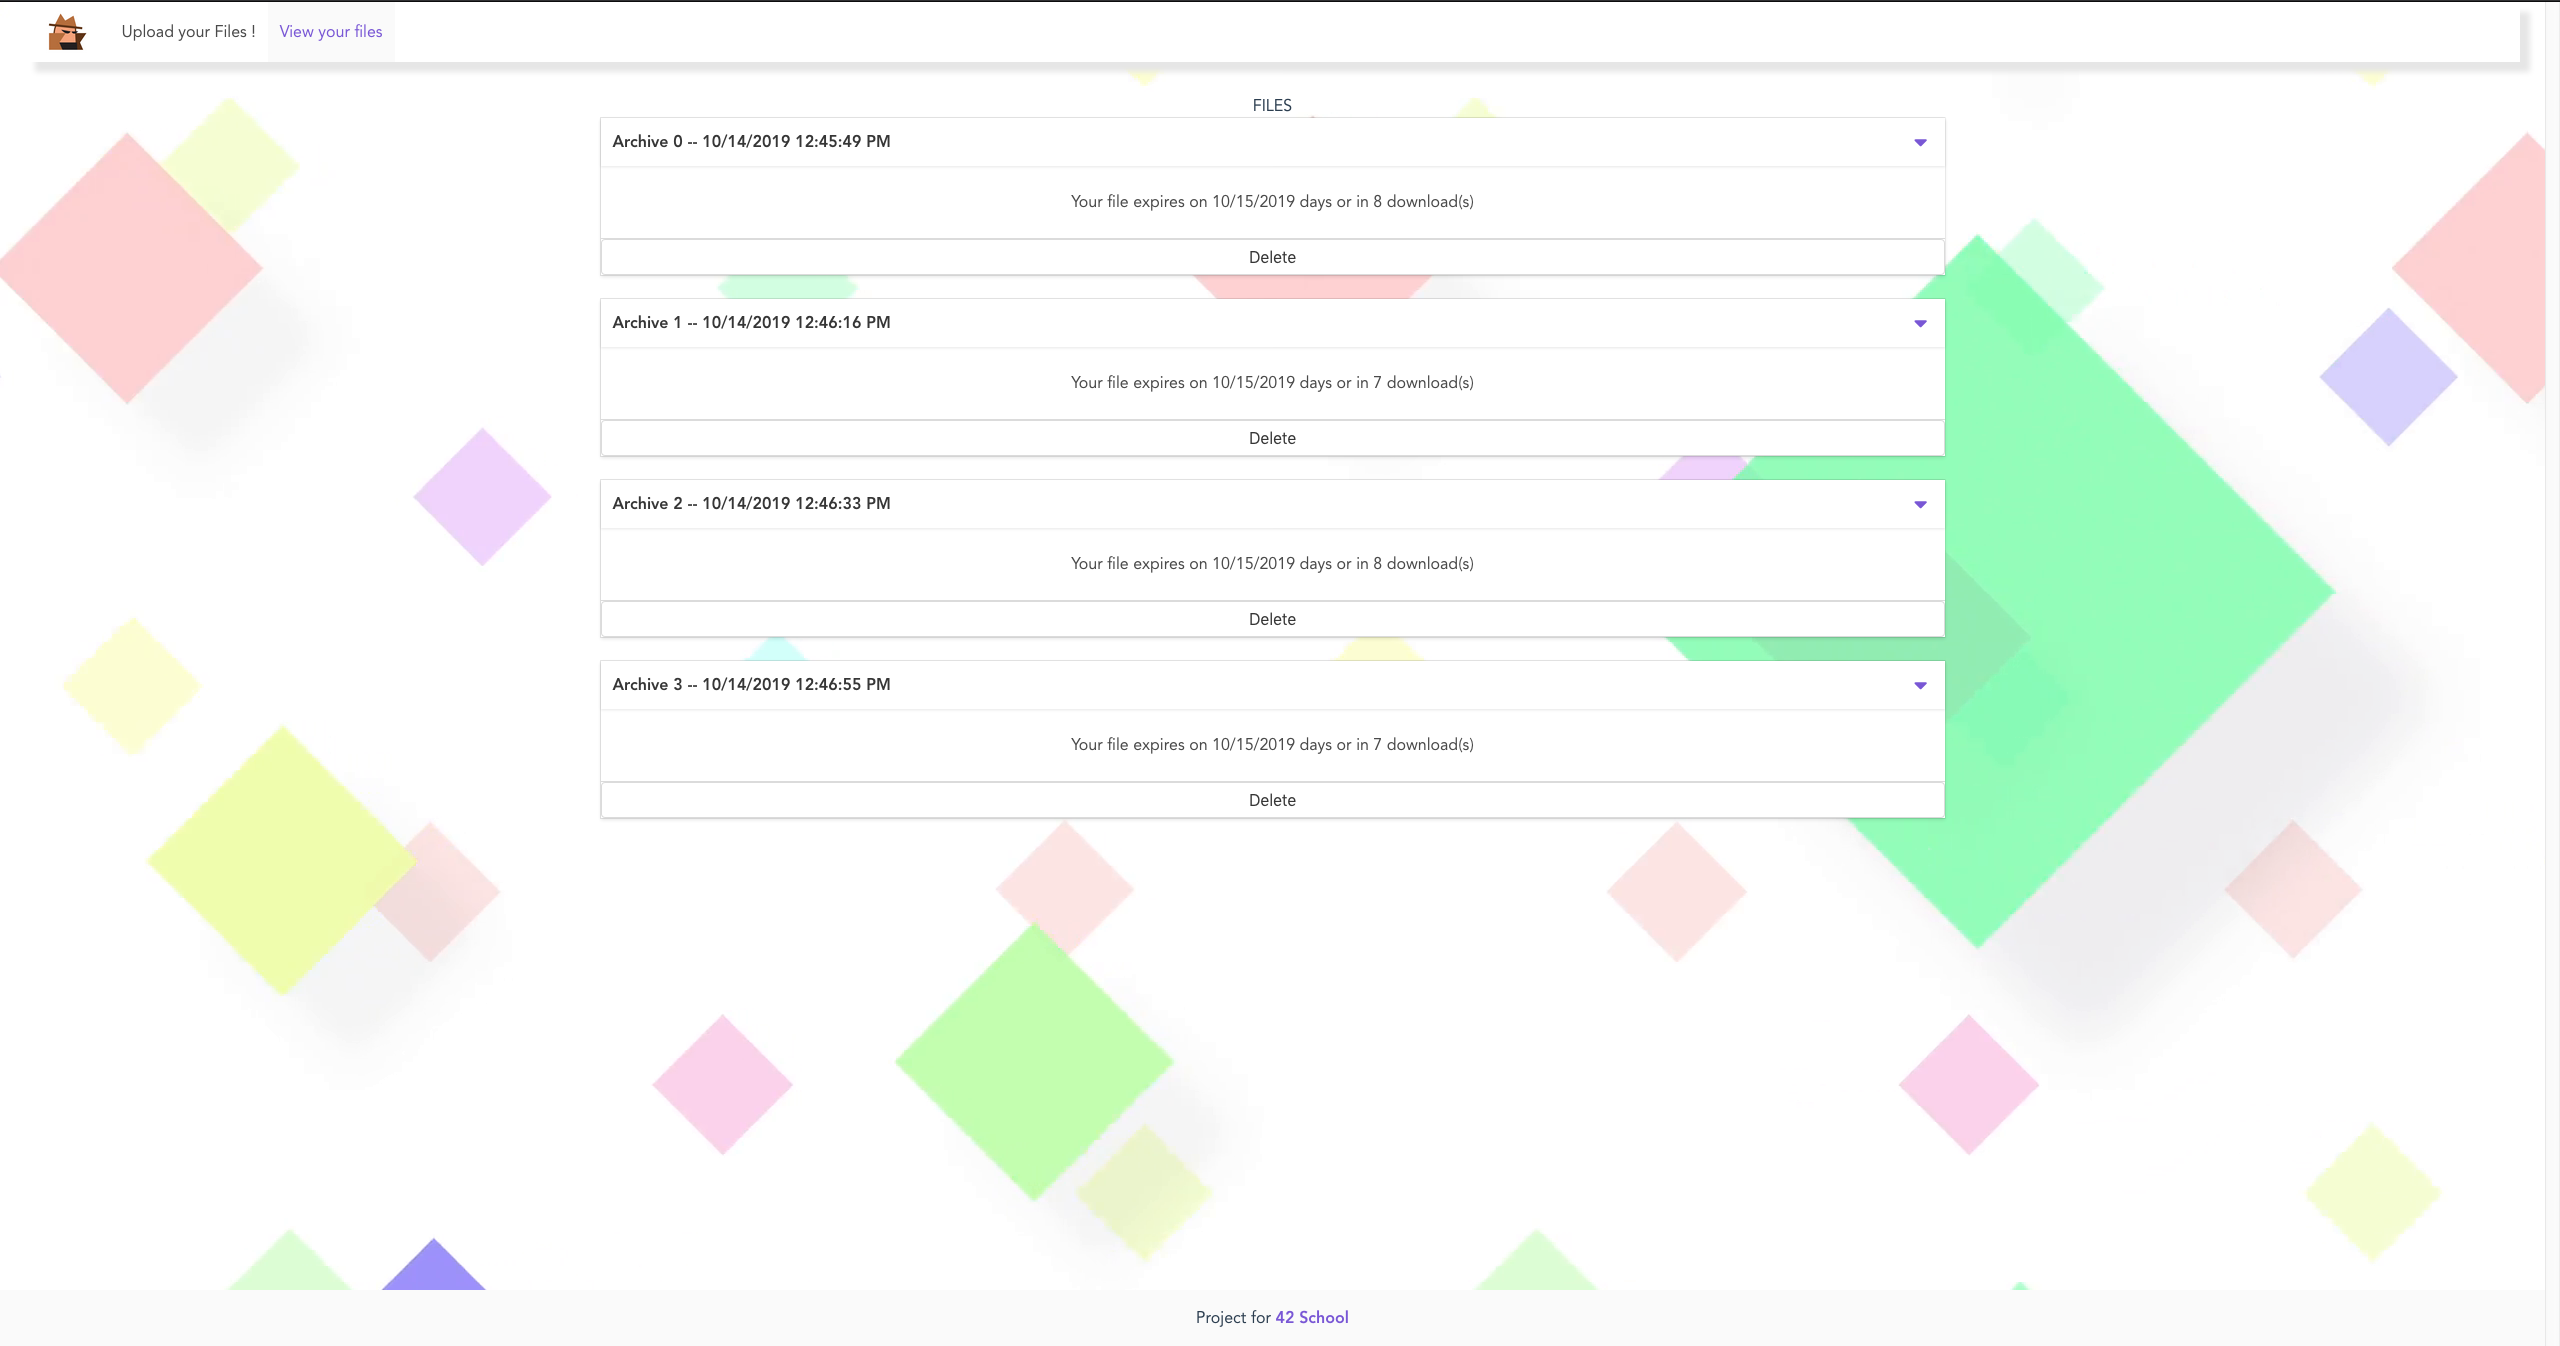 Upload your Files ! View your files
FILES
Archive 0 -- 10/14/2019 12:45:49 PM
Your file expires on 10/15/2019 days or in 8 download(s)
Delete
Archive 1 -- 10/14/2019 12:46:16 PM
Your file expires on 10/15/2019 days or in 7 download(s)
Delete
Archive 2 -- 10/14/2019 12:46:33 PM
Your file expires on 10/15/2019 days or in 8 download(s)
Delete
Archive 3 -- 10/14/2019 12:46:55 PM
Your file expires on 10/15/2019 days or in 7 download(s)
Delete
Project for 42 School